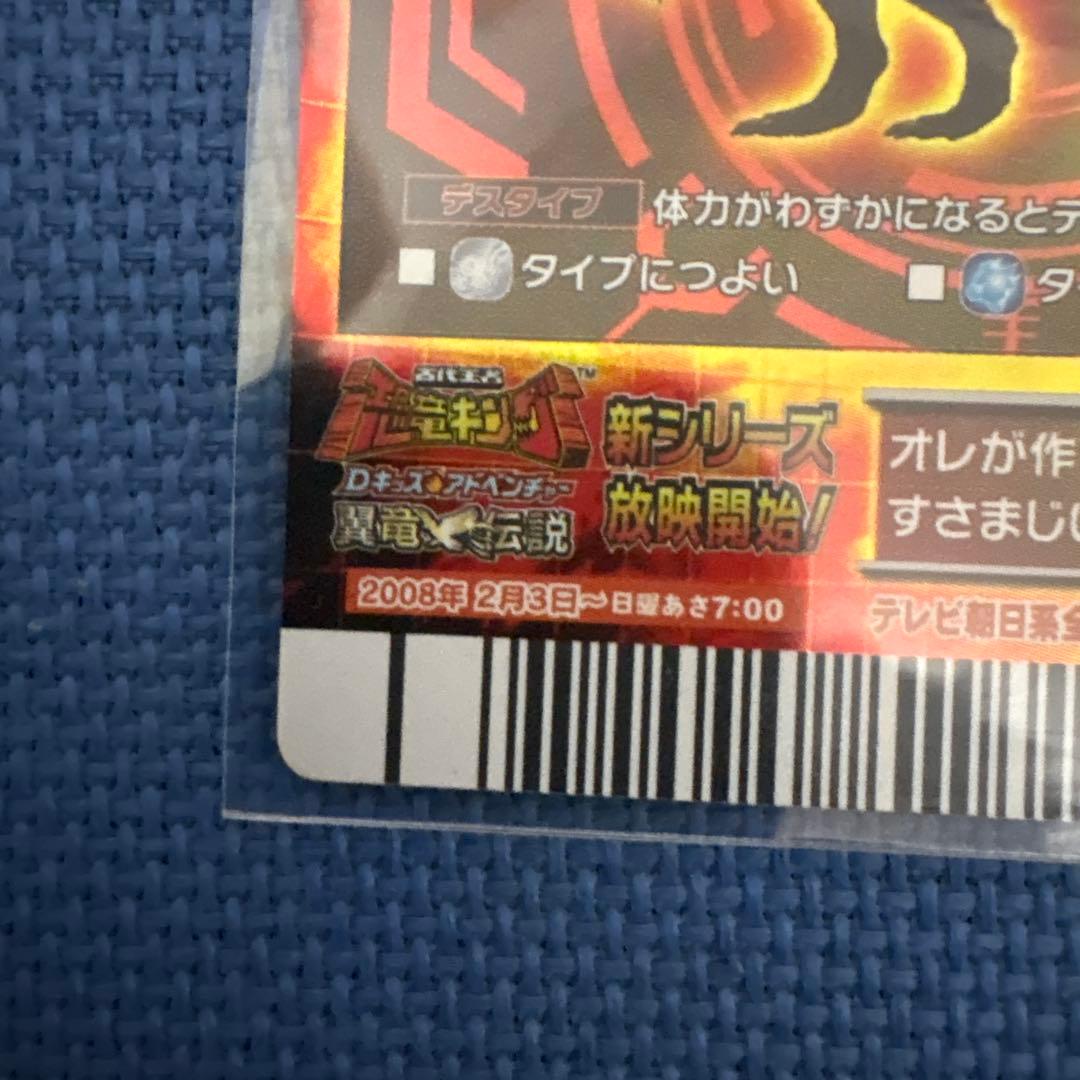 デスタイプ 体力がわずかになるとデ
タイプにつよい タ
古代王者
恐竜キング™
Dキッズ・アドベンチャー
翼竜伝説
新シリーズ
放映開始!
2008年 2月3日〜日曜あさ7:00
オレが作
すさまじい
テレビ朝日系全